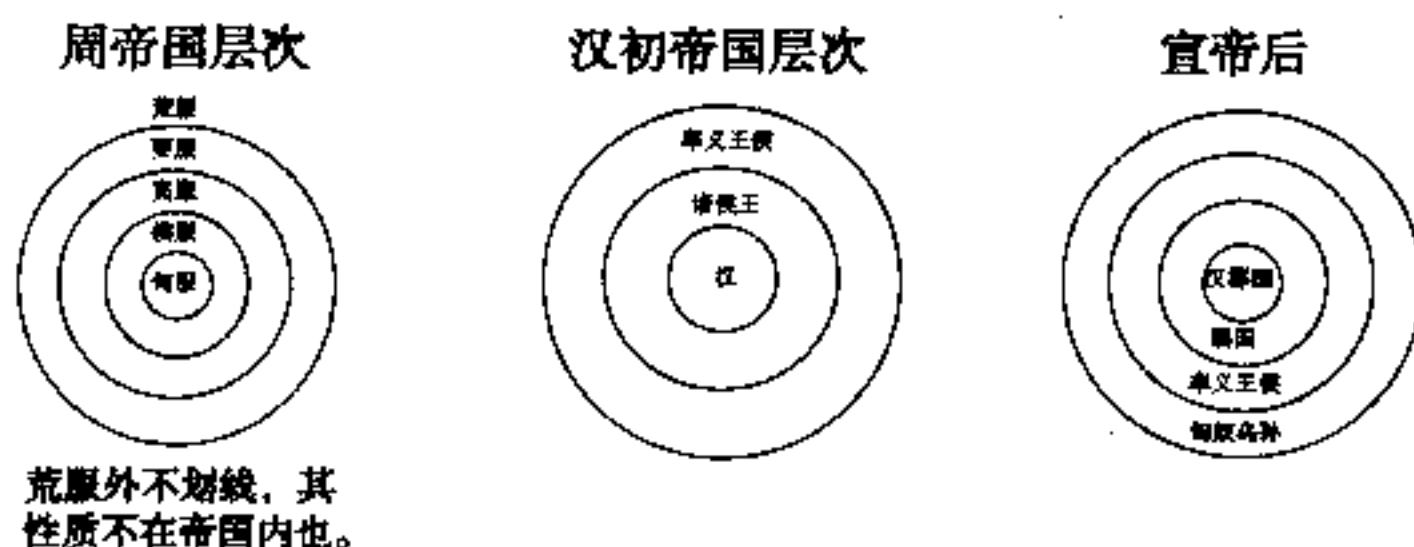 周帝国层次
荒服
要服
宾服
侯服
甸服
荒服外不划线，其
性质不在帝国内也。
汉初帝国层次
率义王侯
诸侯王
汉
宣帝后
汉郡国
属国
率义王侯
匈奴乌孙